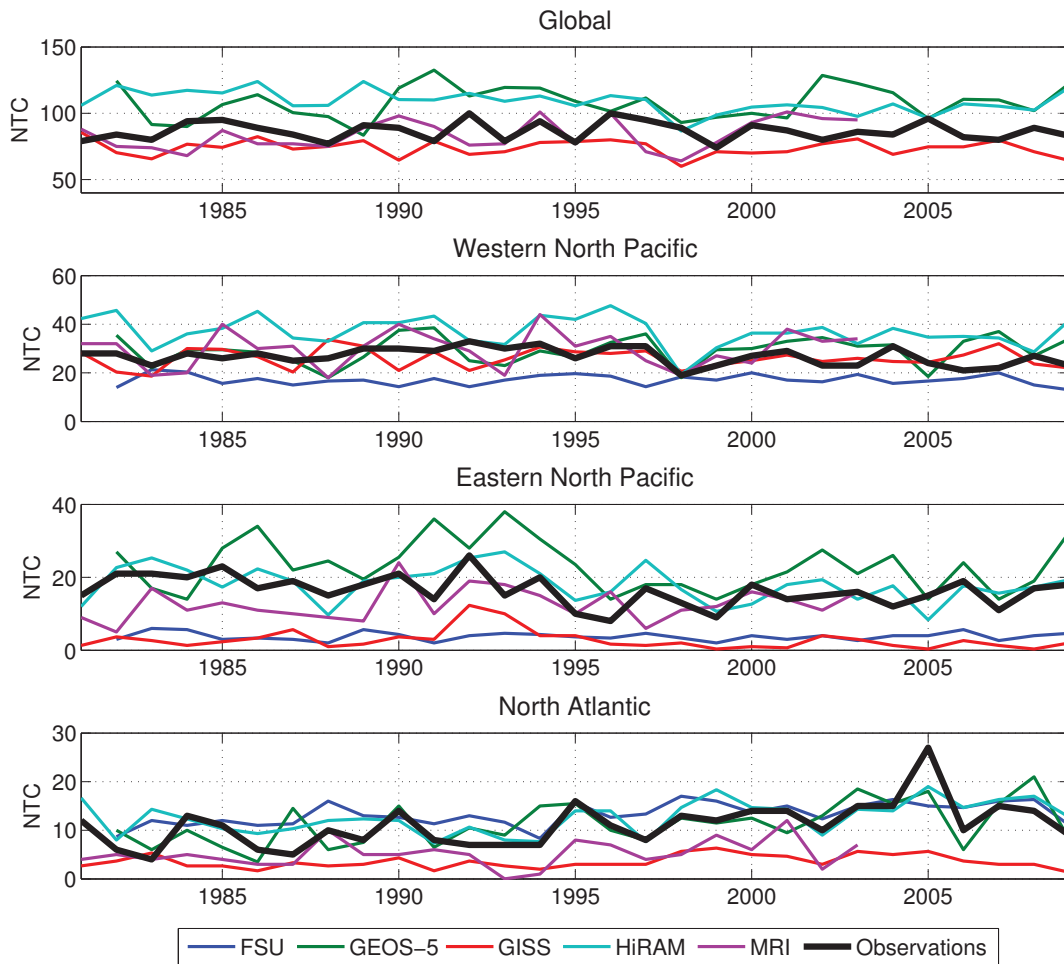 Global
150
100
50
NTC
1985 1990 1995 2000 2005
Western North Pacific
60
40
20
0
NTC
1985 1990 1995 2000 2005
Eastern North Pacific
40
20
0
NTC
1985 1990 1995 2000 2005
North Atlantic
30
20
10
0
NTC
1985 1990 1995 2000 2005
FSU GEOS−5 GISS HiRAM MRI Observations